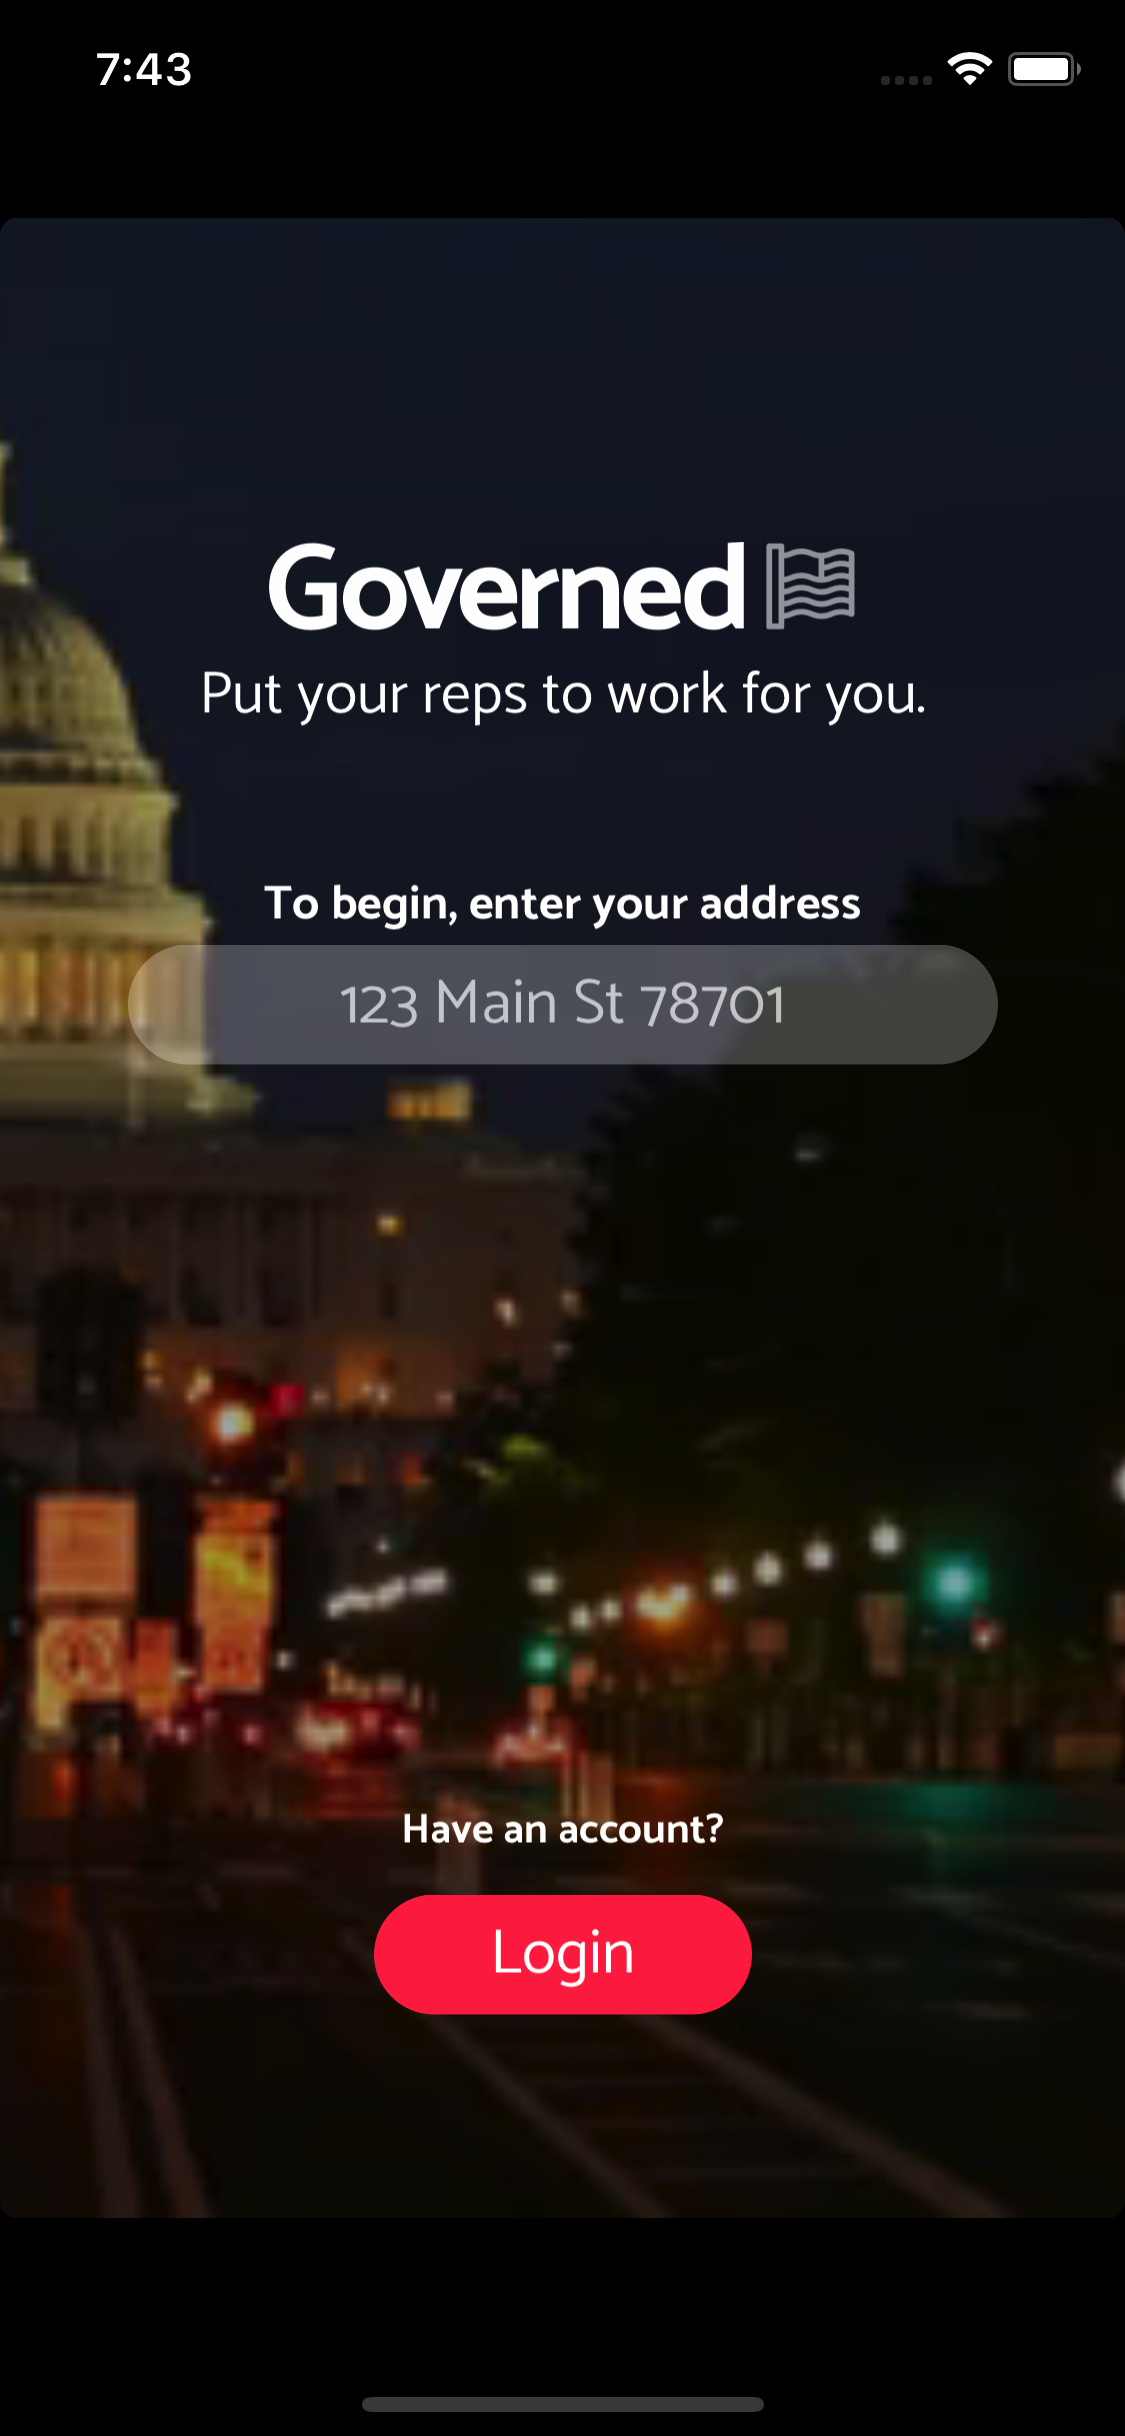 7:43
Governed
Put your reps to work for you.
To begin, enter your address
123 Main St 78701
Have an account?
Login